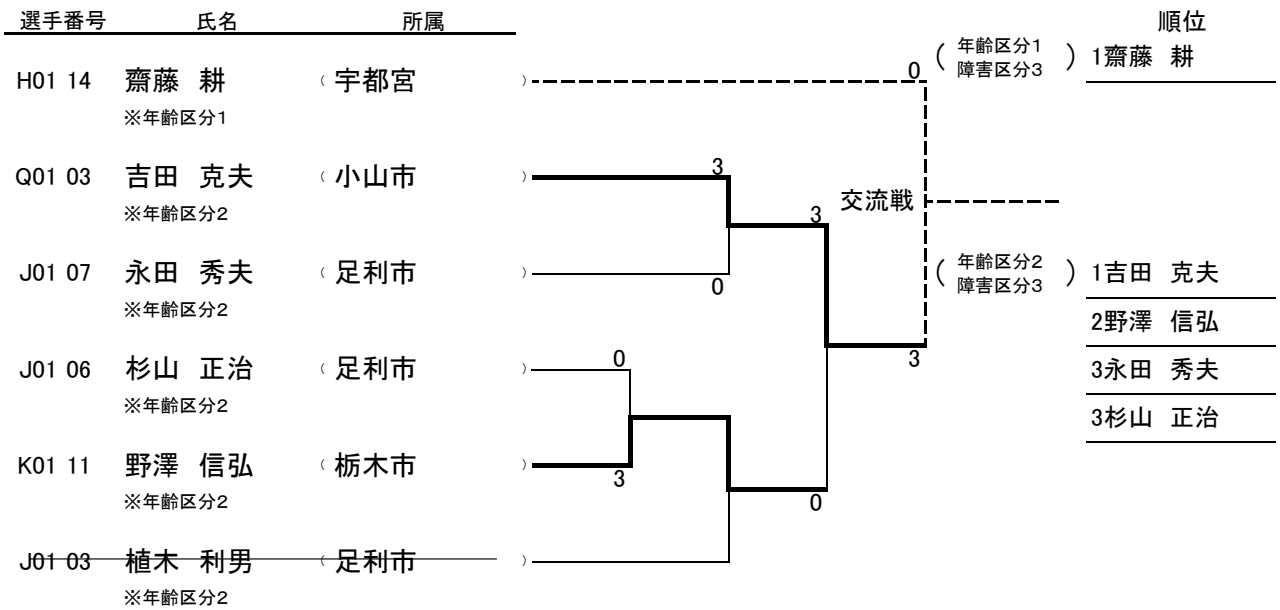 選手番号 氏名 所属 順位
H01 14 齋藤 耕 （ 宇都宮 ） 0 （ 年齢区分1 障害区分3 ） 1齋藤 耕
※年齢区分1
Q01 03 吉田 克夫 （ 小山市 ） 3
※年齢区分2
3 交流戦
J01 07 永田 秀夫 （ 足利市 ） 0 （ 年齢区分2 障害区分3 ） 1吉田 克夫
※年齢区分2
2野澤 信弘
J01 06 杉山 正治 （ 足利市 ） 0 3 3永田 秀夫
※年齢区分2
3杉山 正治
K01 11 野澤 信弘 （ 栃木市 ） 3
※年齢区分2
0
J01 03 植木 利男 （ 足利市 ）
※年齢区分2